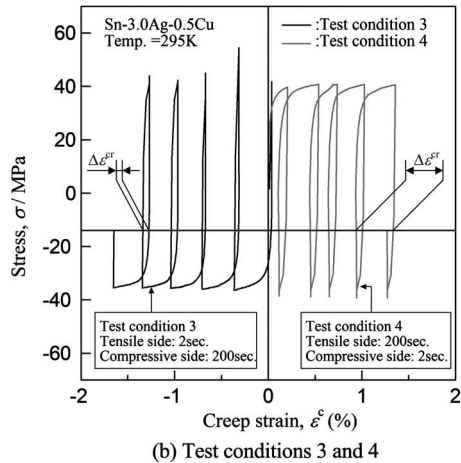 Sn-3.0Ag-0.5Cu
Temp. =295K
:Test condition 3
:Test condition 4
60
40
20
0
-20
-40
-60
Stress, σ / MPa
Δε^cr
Δε^cr
Test condition 3
Tensile side: 2sec.
Compressive side: 200sec.
Test condition 4
Tensile side: 200sec.
Compressive side: 2sec.
-2 -1 0 1 2
Creep strain, ε^c (%)
(b) Test conditions 3 and 4